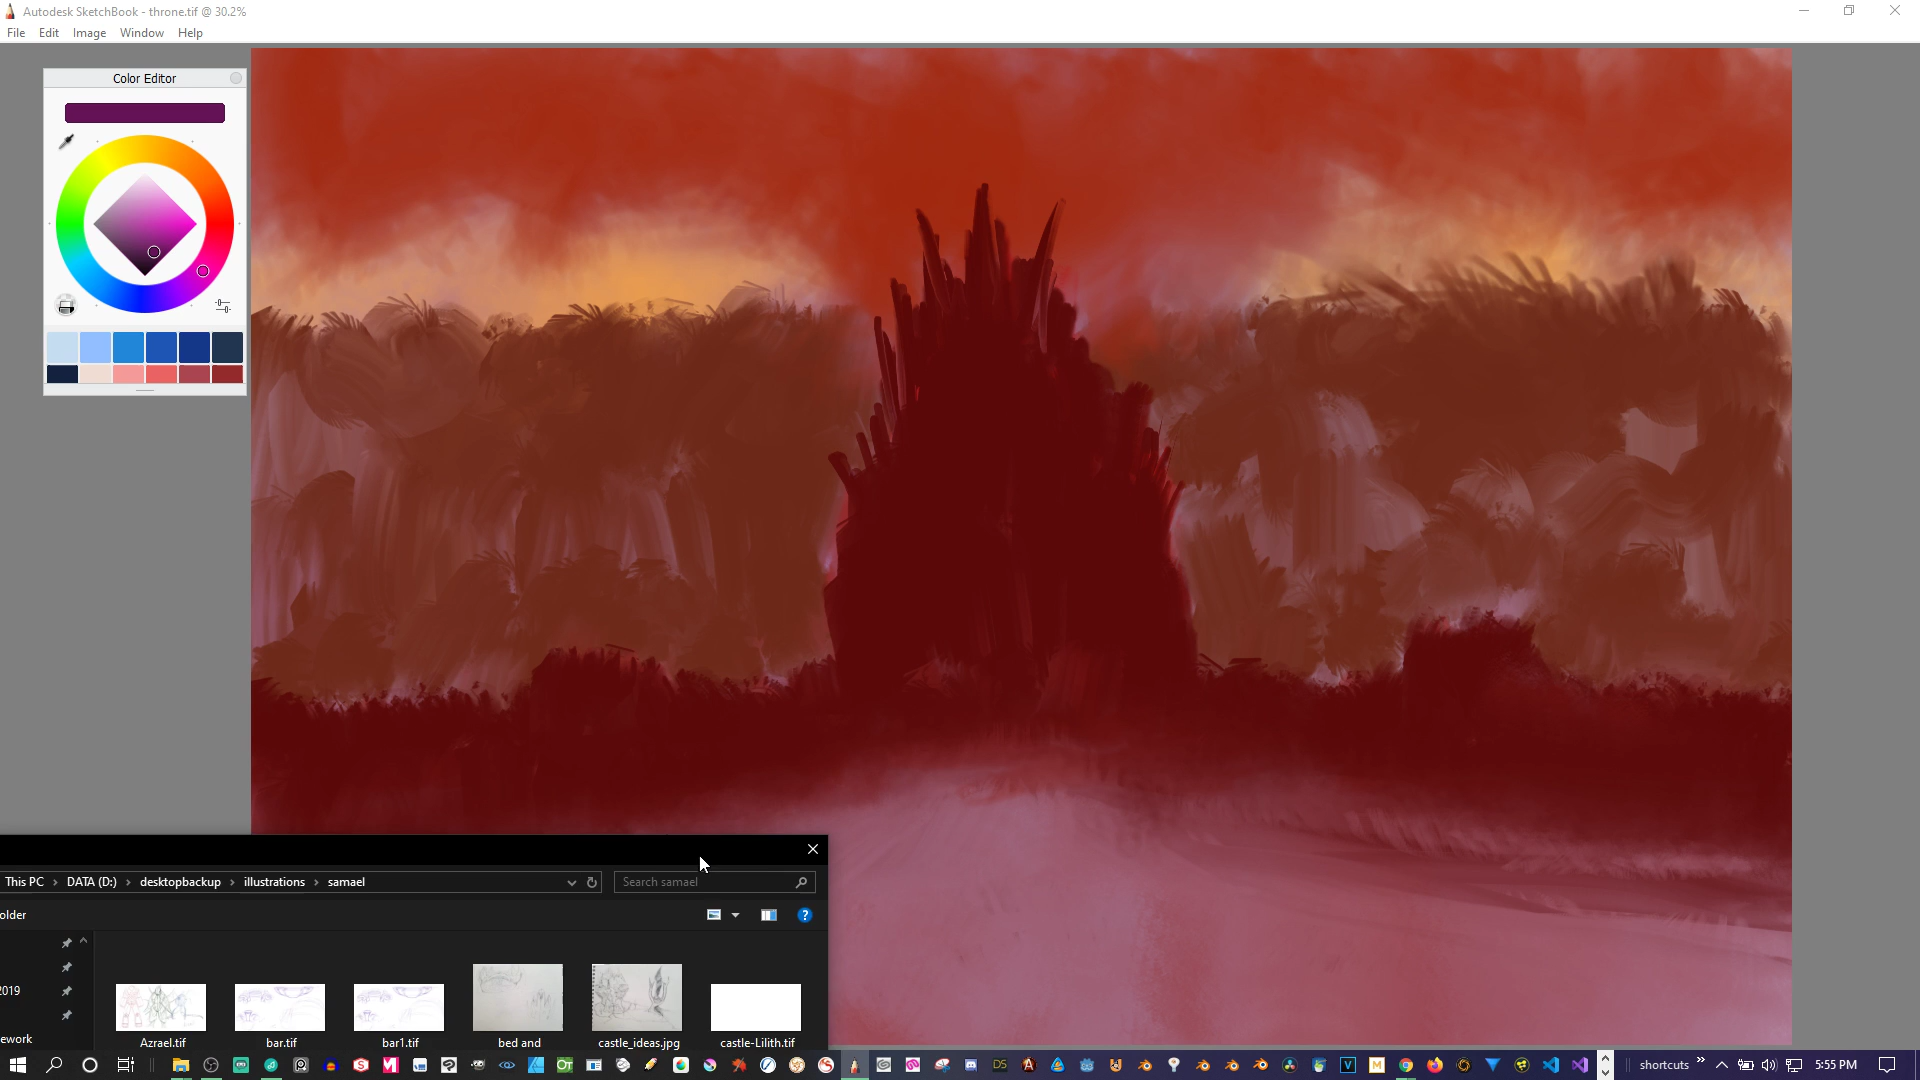 Autodesk SketchBook - throne.tif @ 30.2%
File Edit Image Window Help
Color Editor
This PC > DATA (D:) > desktopbackup > illustrations > samael
Search samael
older
2019
ework
Azrael.tif bar.tif bar1.tif bed and castle_ideas.jpg castle-Lilith.tif
shortcuts
5:55 PM